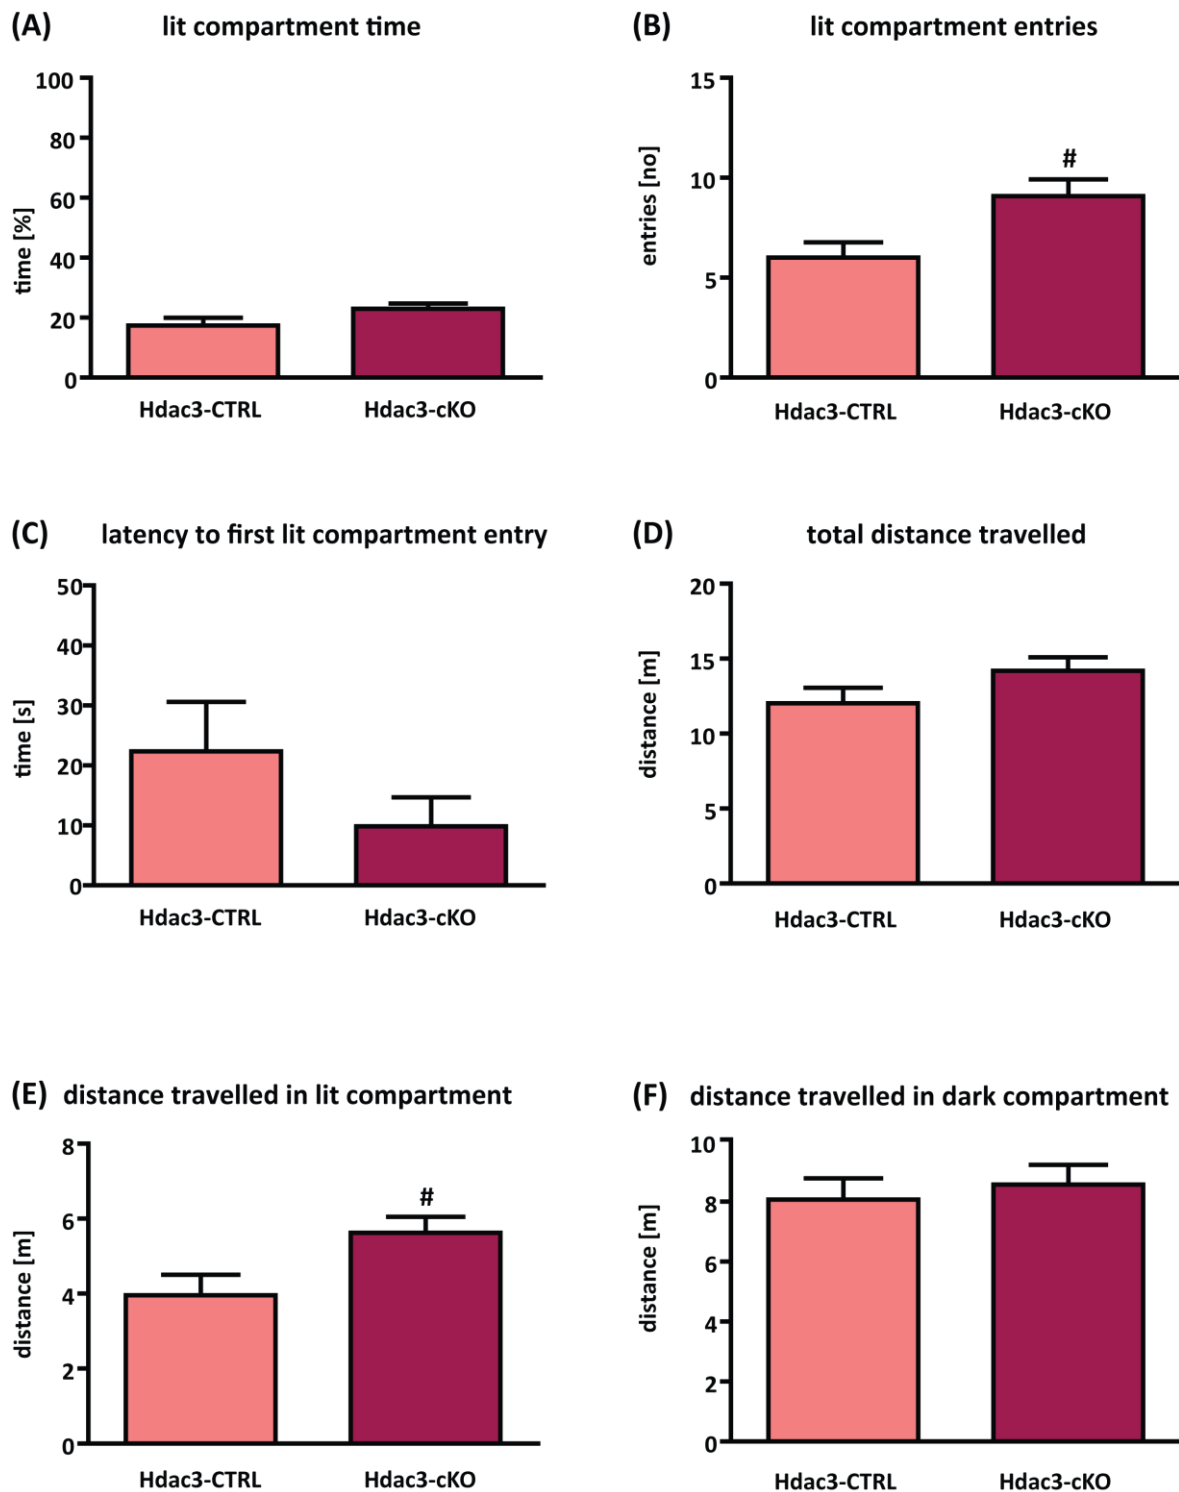 (A) lit compartment time
100
80
60
40
20
0
time [%]
Hdac3-CTRL Hdac3-cKO
(B) lit compartment entries
15
10
5
0
entries [no]
#
Hdac3-CTRL Hdac3-cKO
(C) latency to first lit compartment entry
50
40
30
20
10
0
time [s]
Hdac3-CTRL Hdac3-cKO
(D) total distance travelled
20
15
10
5
0
distance [m]
Hdac3-CTRL Hdac3-cKO
(E) distance travelled in lit compartment
8
6
4
2
0
distance [m]
#
Hdac3-CTRL Hdac3-cKO
(F) distance travelled in dark compartment
10
8
6
4
2
0
distance [m]
Hdac3-CTRL Hdac3-cKO